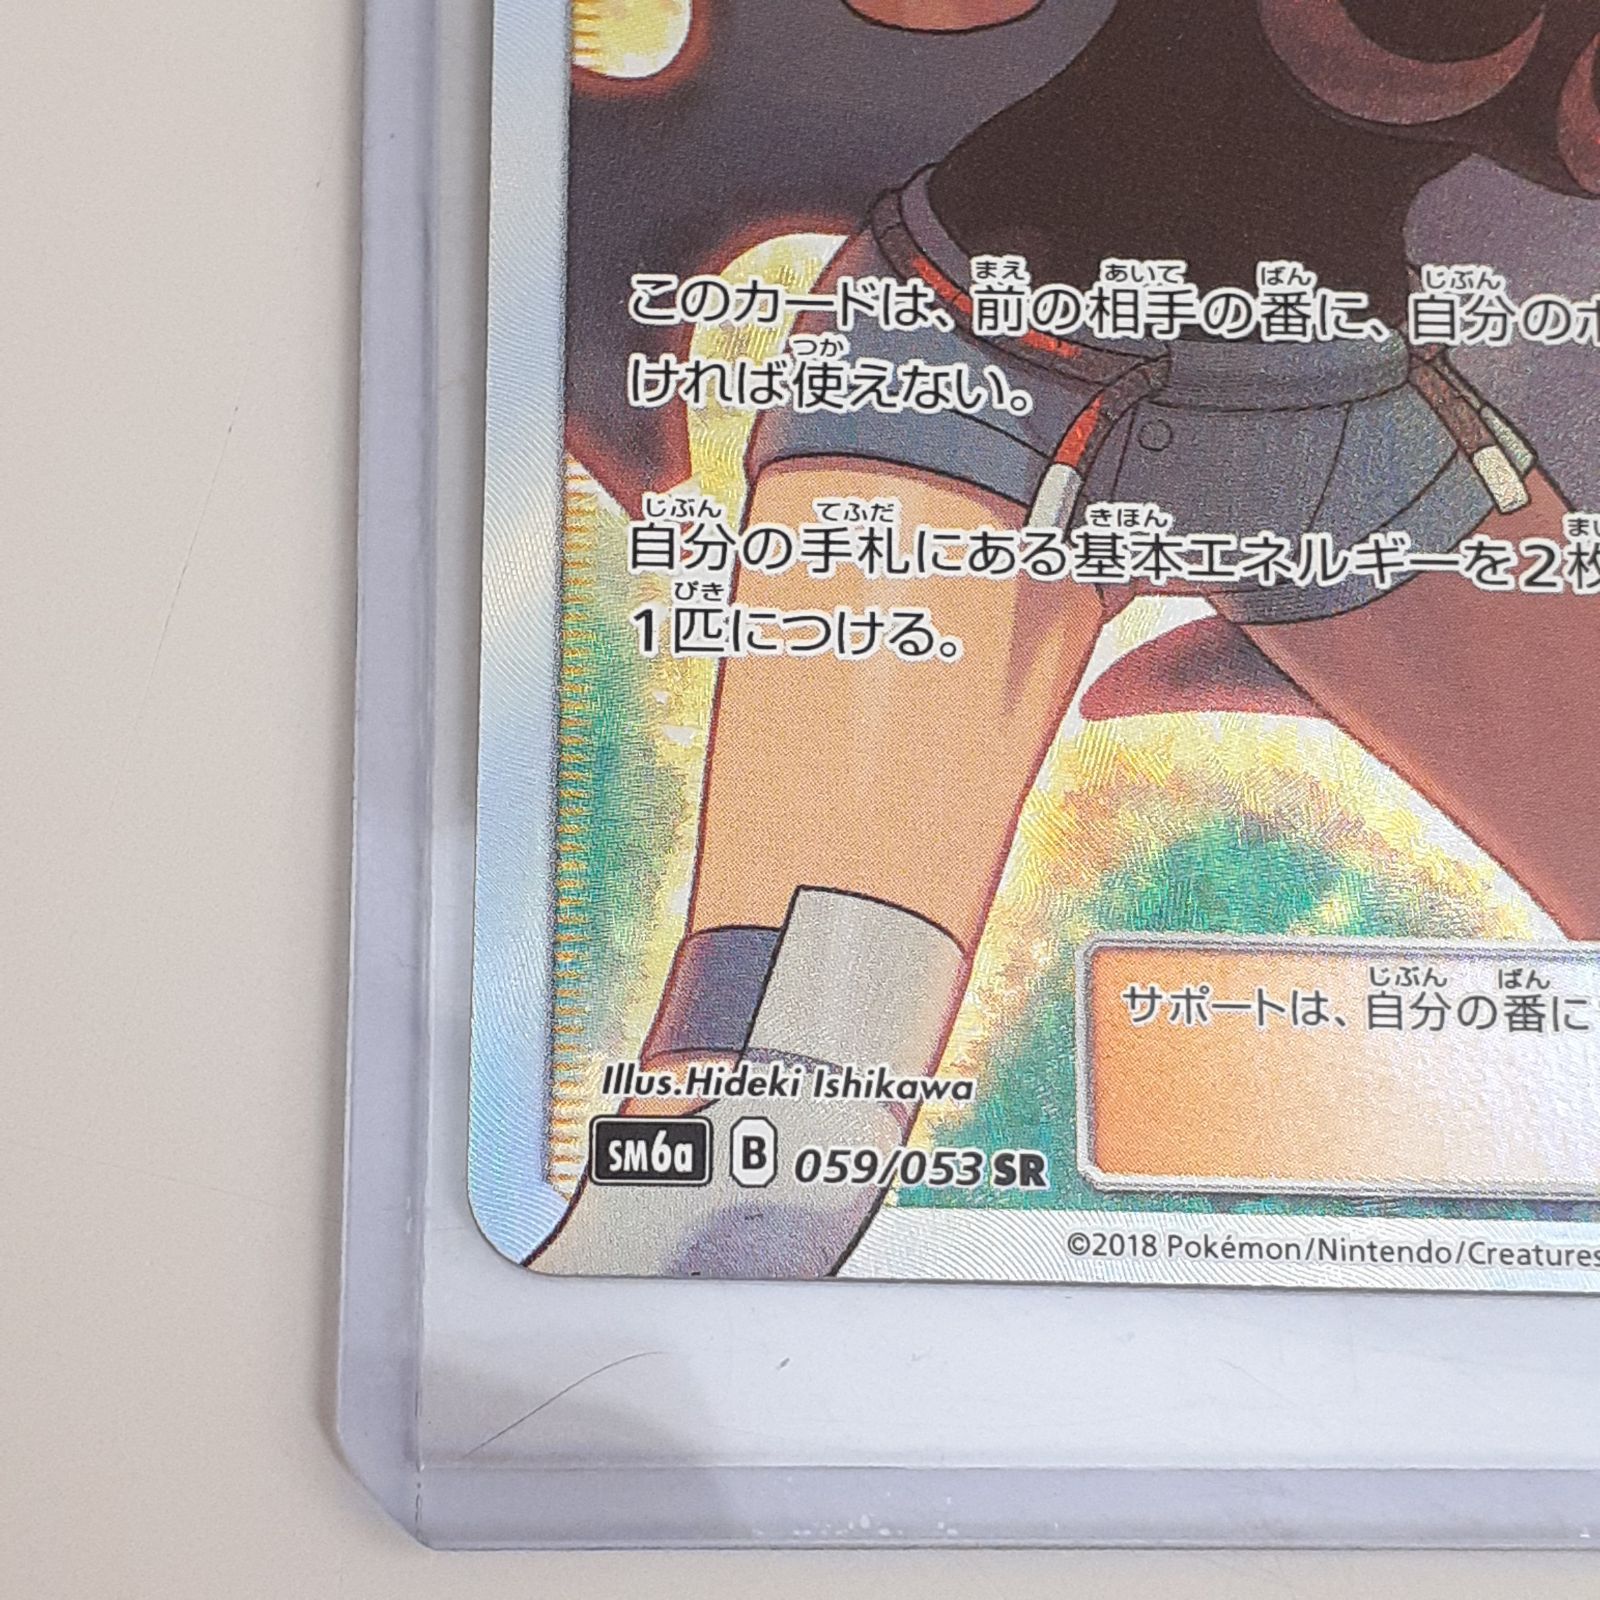 このカードは、前の相手の番に、自分のポ
ければ使えない。
自分の手札にある基本エネルギーを2枚
1匹につける。
サポートは、自分の番に
Illus.Hideki Ishikawa
SM6a B 059/053 SR
©2018 Pokémon/Nintendo/Creatures